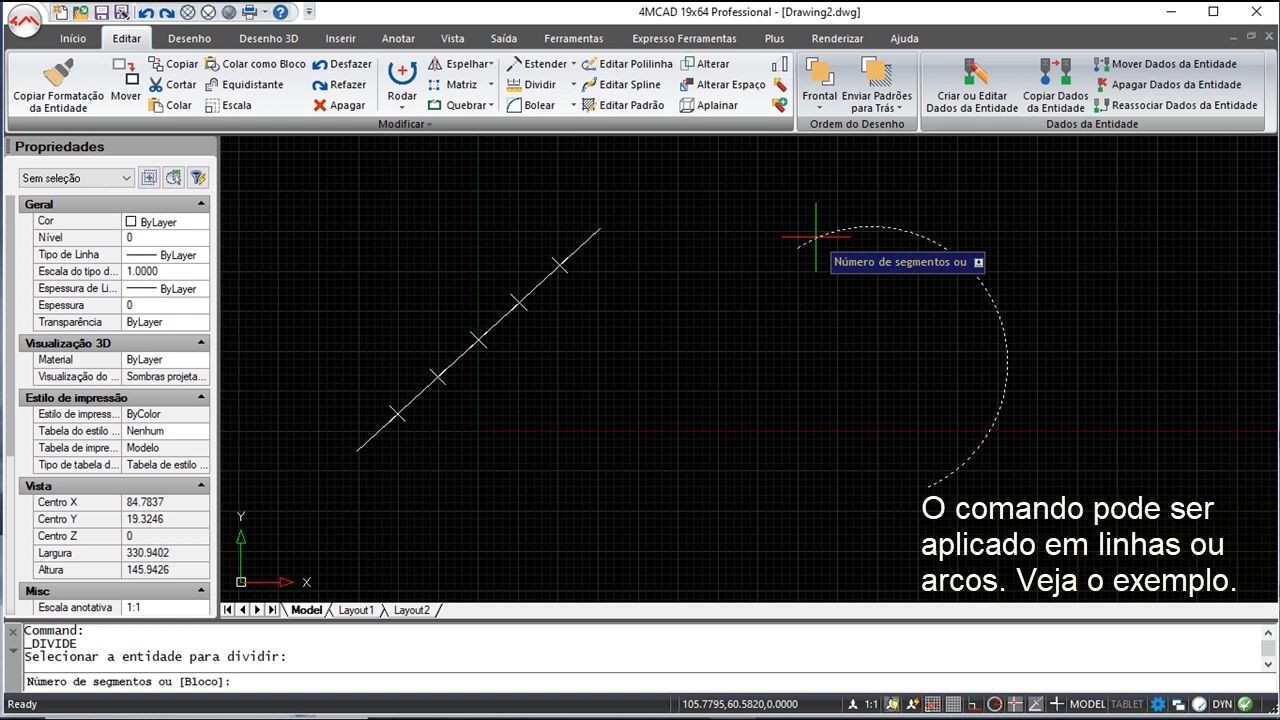 4MCAD 19x64 Professional - [Drawing2.dwg]
Início Editar Desenho Desenho 3D Inserir Anotar Vista Saída Ferramentas Expresso Ferramentas Plus Renderizar Ajuda
Copiar Formatação
da Entidade
Mover
Copiar
Cortar
Colar
Colar como Bloco
Equidistante
Escala
Desfazer
Refazer
Apagar
Rodar
Espelhar
Matriz
Quebrar
Estender
Dividir
Bolear
Editar Polilinha
Editar Spline
Editar Padrão
Alterar
Alterar Espaço
Aplainar
Modificar
Frontal
Enviar Padrões
para Trás
Ordem do Desenho
Criar ou Editar
Dados da Entidade
Copiar Dados
da Entidade
Mover Dados da Entidade
Apagar Dados da Entidade
Reassociar Dados da Entidade
Dados da Entidade
Propriedades
Sem seleção
Geral
Cor ByLayer
Nível 0
Tipo de Linha ByLayer
Escala do tipo d... 1.0000
Espessura de Li... ByLayer
Espessura 0
Transparência ByLayer
Visualização 3D
Material ByLayer
Visualização do ... Sombras projeta...
Estilo de impressão
Estilo de impress... ByColor
Tabela do estilo ... Nenhum
Tabela de impre... Modelo
Tipo de tabela d... Tabela de estilo ...
Vista
Centro X 84.7837
Centro Y 19.3246
Centro Z 0
Largura 330.9402
Altura 145.9426
Misc
Escala anotativa 1:1
Número de segmentos ou
Y
X
O comando pode ser
aplicado em linhas ou
arcos. Veja o exemplo.
Model Layout1 Layout2
Command:
_DIVIDE
Selecionar a entidade para dividir:
Número de segmentos ou [Bloco]:
Ready 105.7795,60.5820,0.0000 1:1 MODEL TABLET DYN